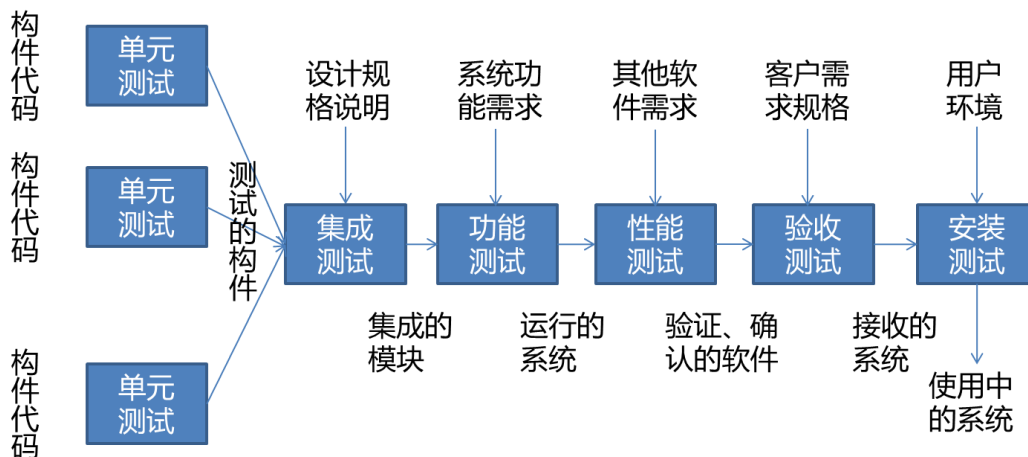 构件代码
单元
测试
构件代码
单元
测试
构件代码
单元
测试
测试的构件
设计规
格说明
系统功
能需求
其他软
件需求
客户需
求规格
用户
环境
集成
测试
功能
测试
性能
测试
验收
测试
安装
测试
集成的
模块
运行的
系统
验证、确
认的软件
接收的
系统
使用中
的系统